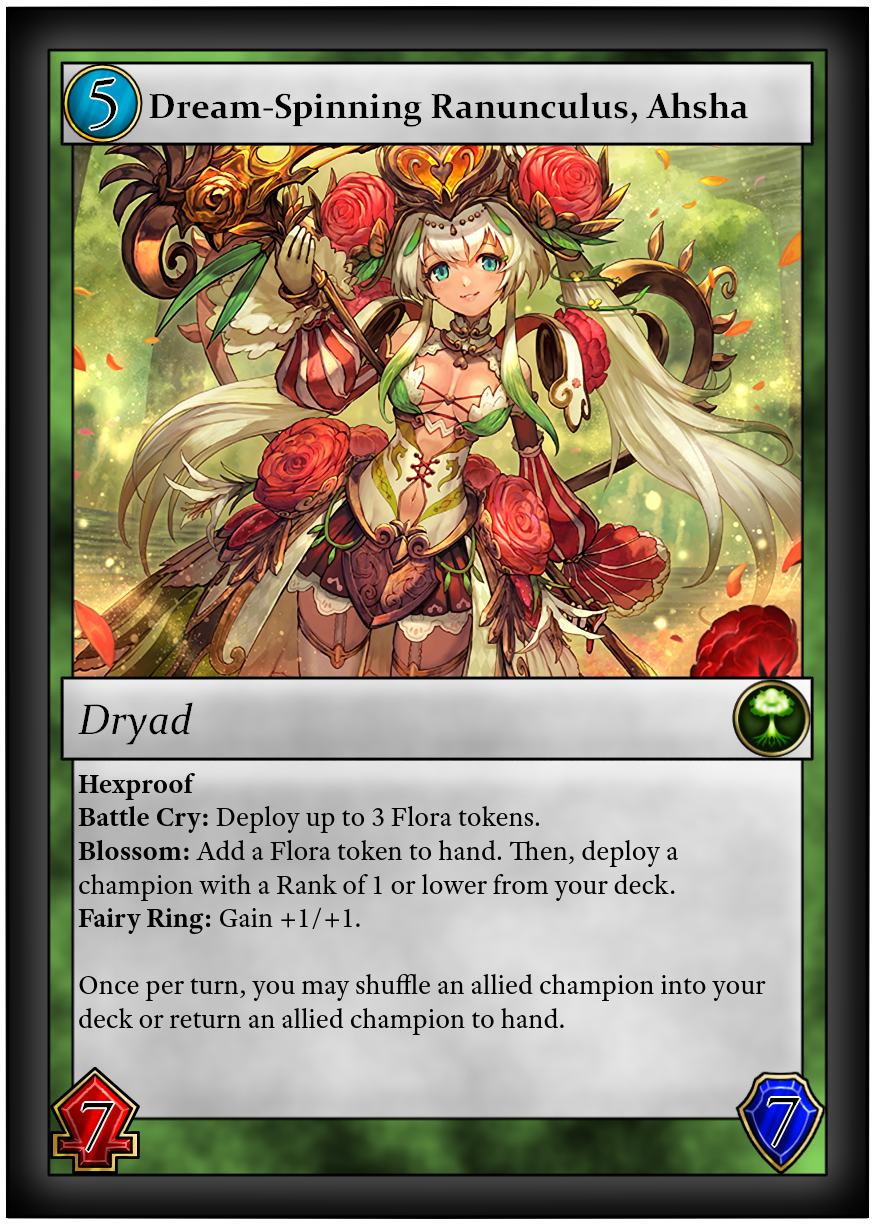 5
Dream-Spinning Ranunculus, Ahsha
Dryad
Hexproof
Battle Cry: Deploy up to 3 Flora tokens.
Blossom: Add a Flora token to hand. Then, deploy a
champion with a Rank of 1 or lower from your deck.
Fairy Ring: Gain +1/+1.
Once per turn, you may shuffle an allied champion into your
deck or return an allied champion to hand.
7
7